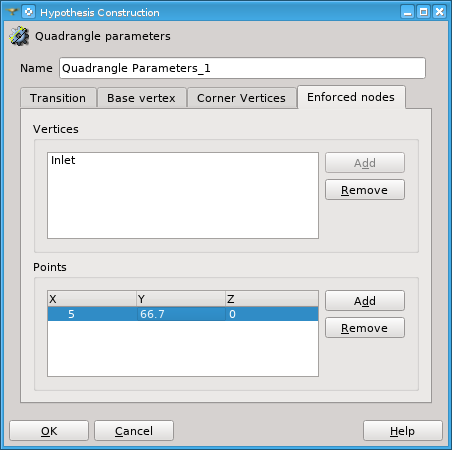 Hypothesis Construction
Quadrangle parameters
Name Quadrangle Parameters_1
Transition Base vertex Corner Vertices Enforced nodes
Vertices
Inlet
Add
Remove
Points
X Y Z
5 66.7 0
Add
Remove
OK Cancel Help